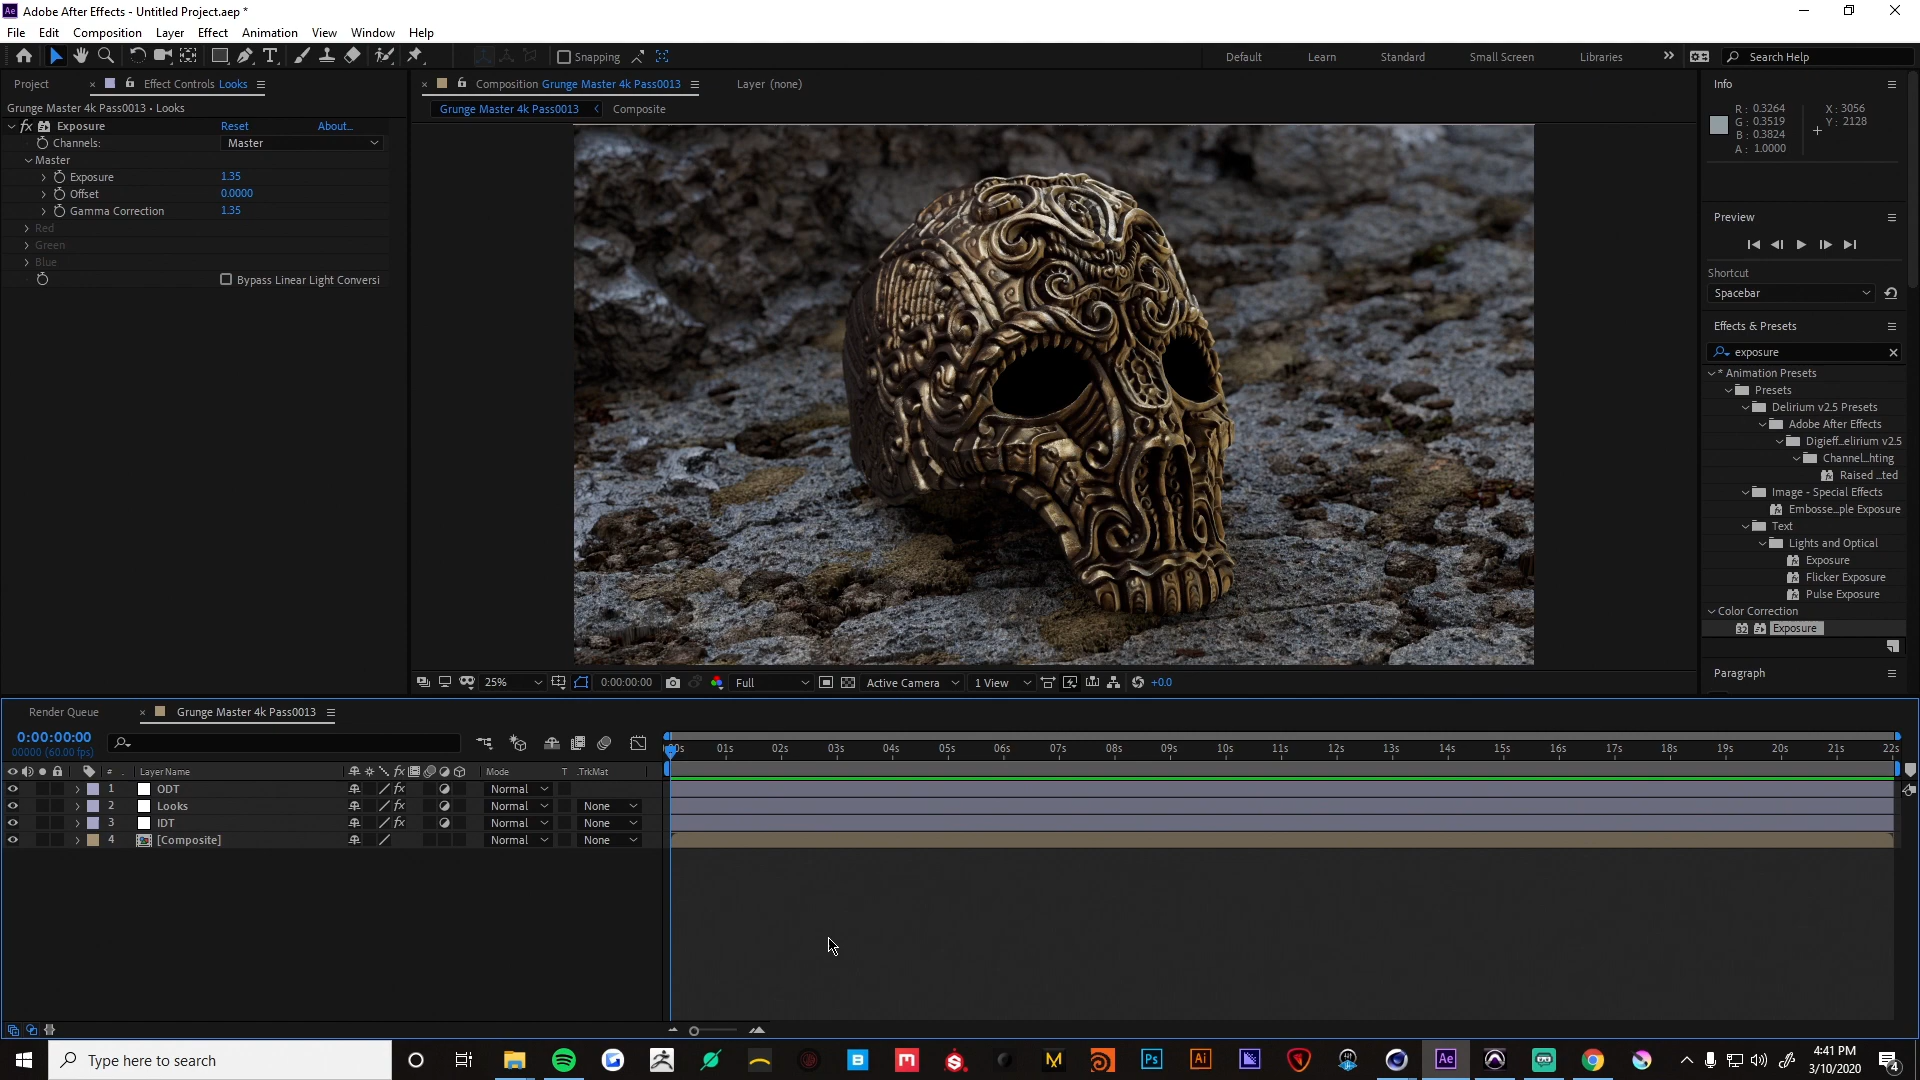 Adobe After Effects - Untitled Project.aep *
File Edit Composition Layer Effect Animation View Window Help
Snapping
Default Learn Standard Small Screen Libraries
Search Help
Project Effect Controls Looks
Grunge Master 4k Pass0013 • Looks
fx Exposure Reset About...
Channels: Master
Master
Exposure 1.35
Offset 0.0000
Gamma Correction 1.35
Red
Green
Blue
Bypass Linear Light Conversi
Composition Grunge Master 4k Pass0013 Layer (none)
Grunge Master 4k Pass0013 Composite
25% 0:00:00:00 Full Active Camera 1 View +0.0
Info
R: 0.3264 X: 3056
G: 0.3519 Y: 2128
B: 0.3824
A: 1.0000
Preview
Shortcut
Spacebar
Effects & Presets
exposure
* Animation Presets
Presets
Delirium v2.5 Presets
Adobe After Effects
Digieff...elirium v2.5
Channel...hting
Raised ...ted
Image - Special Effects
Embosse...ple Exposure
Text
Lights and Optical
Exposure
Flicker Exposure
Pulse Exposure
Color Correction
32 Exposure
Paragraph
Render Queue Grunge Master 4k Pass0013
0:00:00:00
00000 (60.00 fps)
01s 02s 03s 04s 05s 06s 07s 08s 09s 10s 11s 12s 13s 14s 15s 16s 17s 18s 19s 20s 21s 22s
# Layer Name fx Mode T .TrkMat
1 ODT fx Normal
2 Looks fx Normal None
3 IDT fx Normal None
4 [Composite] Normal None
Type here to search
Ps Ai Ae
4:41 PM
3/10/2020
4